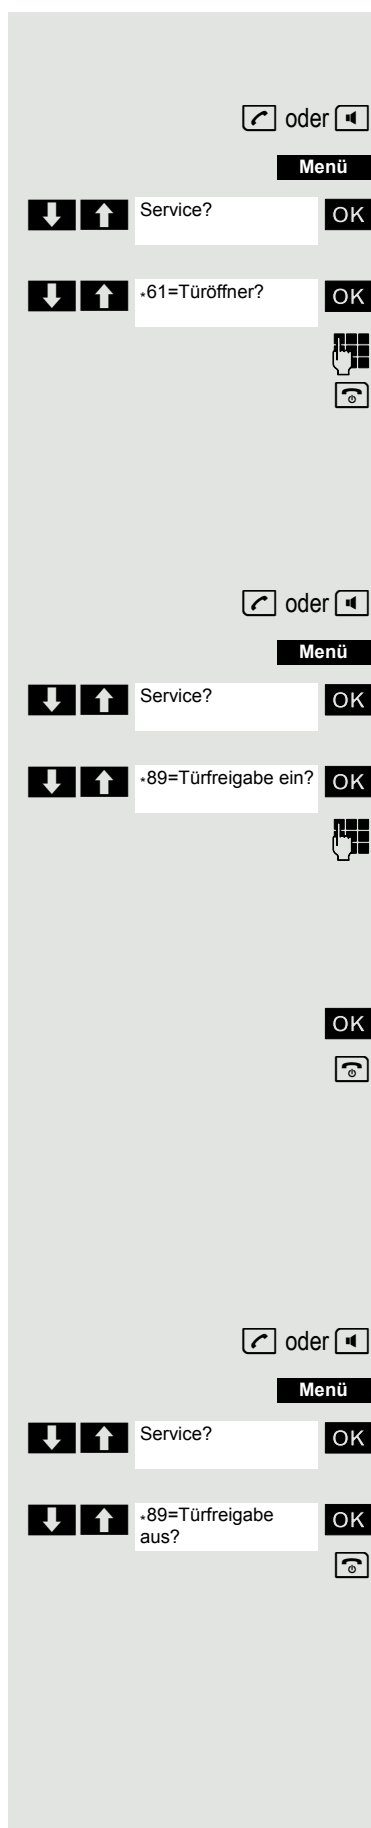 oder
Menü
Service? OK
*61=Türöffner? OK
oder
Menü
Service? OK
*89=Türfreigabe ein? OK
OK
oder
Menü
Service? OK
*89=Türfreigabe OK
aus?